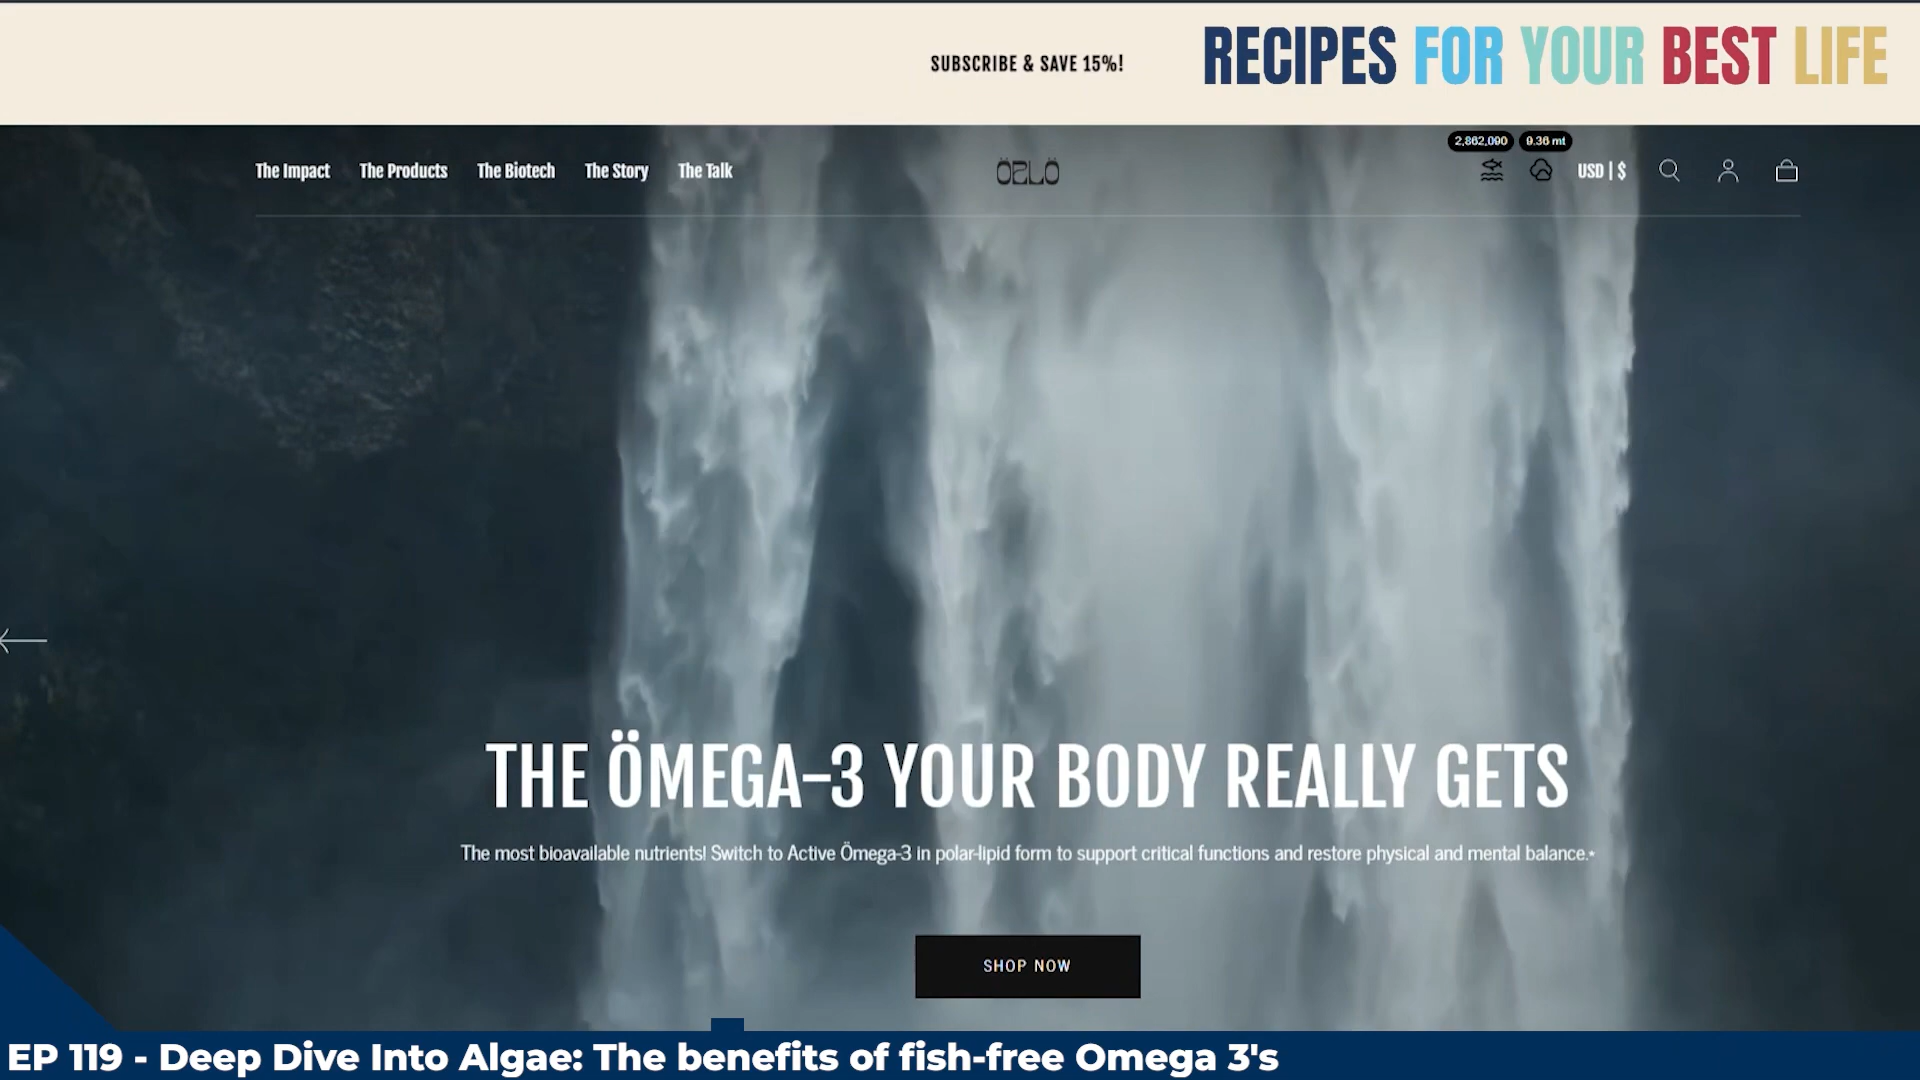 SUBSCRIBE & SAVE 15%!
RECIPES FOR YOUR BEST LIFE
2,862,090 9.36 mt
The Impact The Products The Biotech The Story The Talk
ÖZLÖ
USD | $
THE ÖMEGA–3 YOUR BODY REALLY GETS
The most bioavailable nutrients! Switch to Active Ömega-3 in polar-lipid form to support critical functions and restore physical and mental balance.*
SHOP NOW
EP 119 - Deep Dive Into Algae: The benefits of fish-free Omega 3's